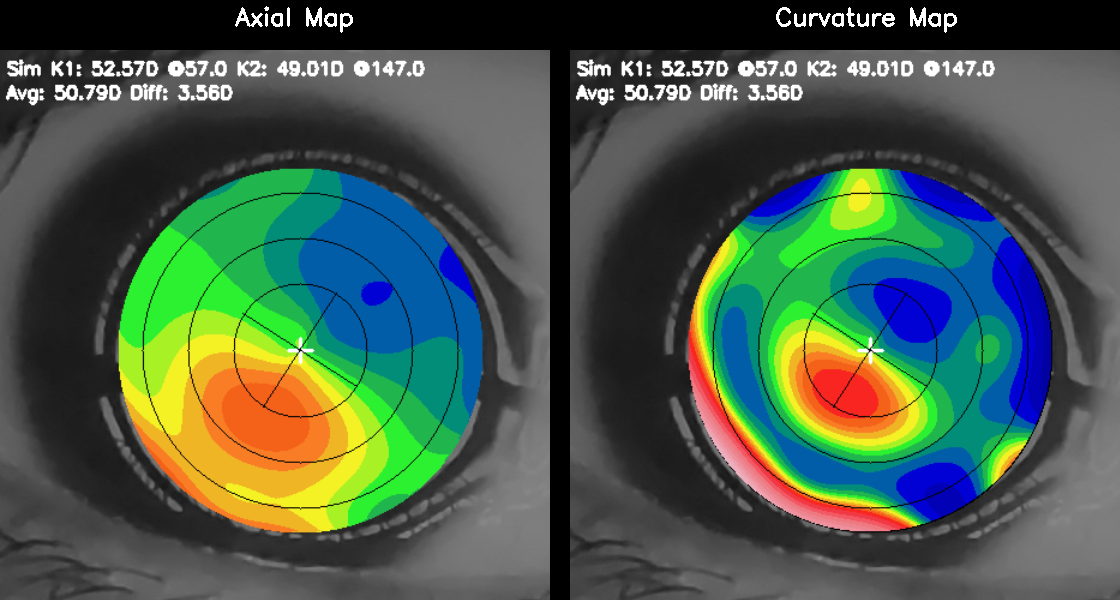 Axial Map
Curvature Map
Sim K1: 52.57D @57.0 K2: 49.01D @147.0
Avg: 50.79D Diff: 3.56D
Sim K1: 52.57D @57.0 K2: 49.01D @147.0
Avg: 50.79D Diff: 3.56D